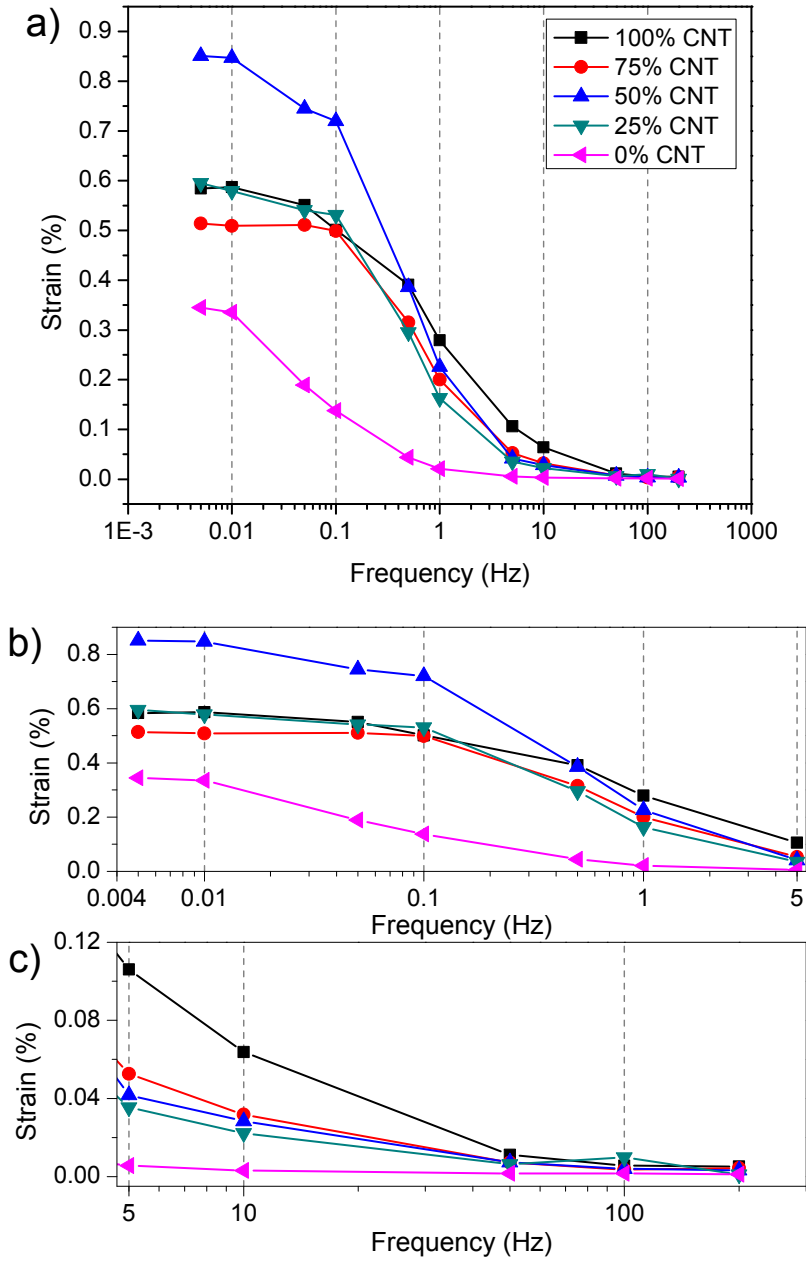 a)
100% CNT
75% CNT
50% CNT
25% CNT
0% CNT
0.9
0.8
0.7
0.6
0.5
0.4
0.3
0.2
0.1
0.0
Strain (%)
1E-3 0.01 0.1 1 10 100 1000
Frequency (Hz)
b)
0.8
0.6
0.4
0.2
0.0
Strain (%)
0.004 0.01 0.1 1 5
Frequency (Hz)
c)
0.12
0.08
0.04
0.00
Strain (%)
5 10 100
Frequency (Hz)